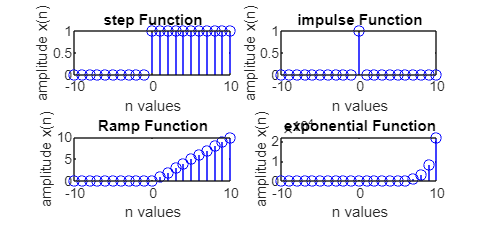 step Function
amplitude x(n)
1
0.5
0
-10
0
10
n values
impulse Function
amplitude x(n)
1
0.5
0
-10
0
10
n values
Ramp Function
amplitude x(n)
10
5
0
-10
0
10
n values
exponential Function
amplitude x(n)
2
1
0
-10
0
10
n values